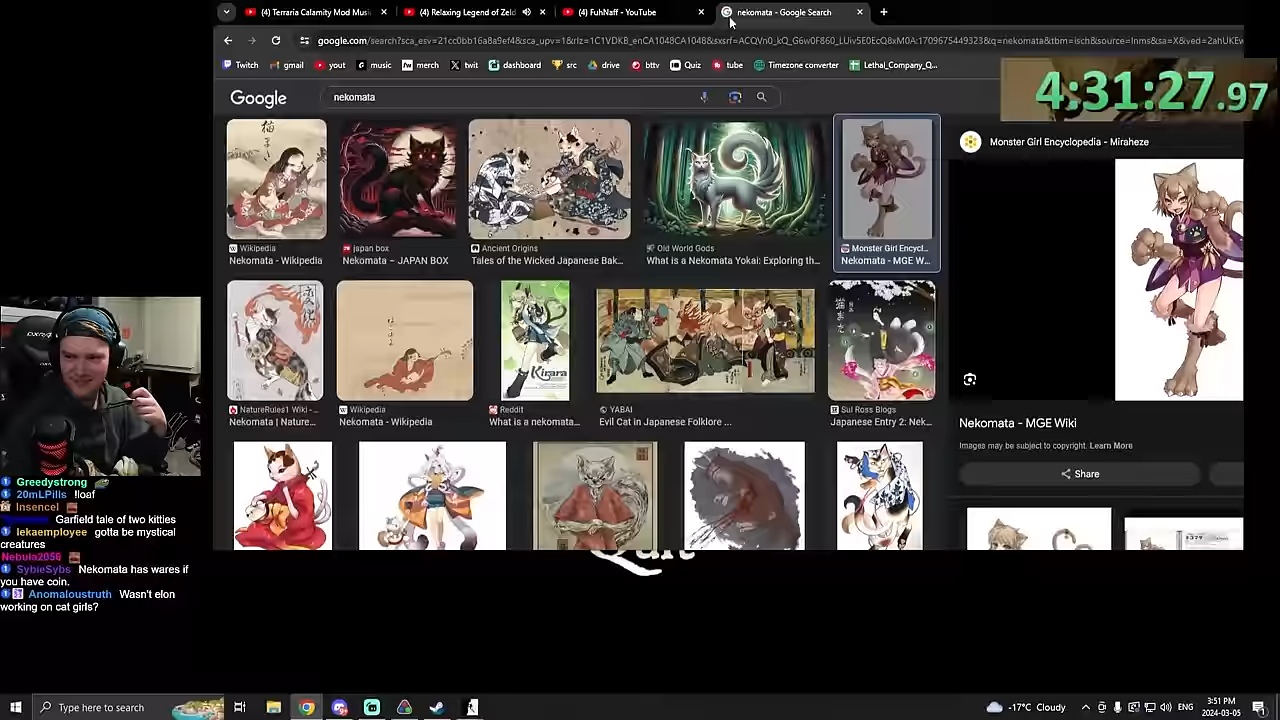 (4) Terraria Calamity Mod Musi
(4) Relaxing Legend of Zeld
(4) FuhNaff - YouTube
nekomata - Google Search
google.com/search?sca_esv=21cc0bb16a8a9ef4&sca_upv=1&rlz=1C1VDKB_enCA1048CA1048&sxsrf=ACQVn0_kQ_G6w0F860_LUiv5E0EcQ8xM0A:1709675449323&q=nekomata&tbm=isch&source=lnms&sa=X&ved=2ahUKEw
Twitch
gmail
yout
music
merch
twit
dashboard
src
drive
bttv
Quiz
tube
Timezone converter
Lethal_Company_Q...
4:31:27.97
Google
nekomata
Monster Girl Encyclopedia - Miraheze
Wikipedia
Nekomata - Wikipedia
japan box
Nekomata – JAPAN BOX
Ancient Origins
Tales of the Wicked Japanese Bak...
Old World Gods
What is a Nekomata Yokai: Exploring th...
Monster Girl Encycl...
Nekomata - MGE W...
Kirara
NatureRules1 Wiki -...
Nekomata | Nature...
Wikipedia
Nekomata - Wikipedia
Reddit
What is a nekomata...
YABAI
Evil Cat in Japanese Folklore ...
Sul Ross Blogs
Japanese Entry 2: Nek...
Nekomata - MGE Wiki
Images may be subject to copyright. Learn More
Share
Greedystrong
20mLPills !loaf
Insencel
Garfield tale of two kitties
lekaemployee gotta be mystical
creatures
Nebula2056
SybieSybs Nekomata has wares if
you have coin.
Anomaloustruth Wasn't elon
working on cat girls?
Type here to search
-17°C Cloudy
ENG
3:51 PM
2024-03-05